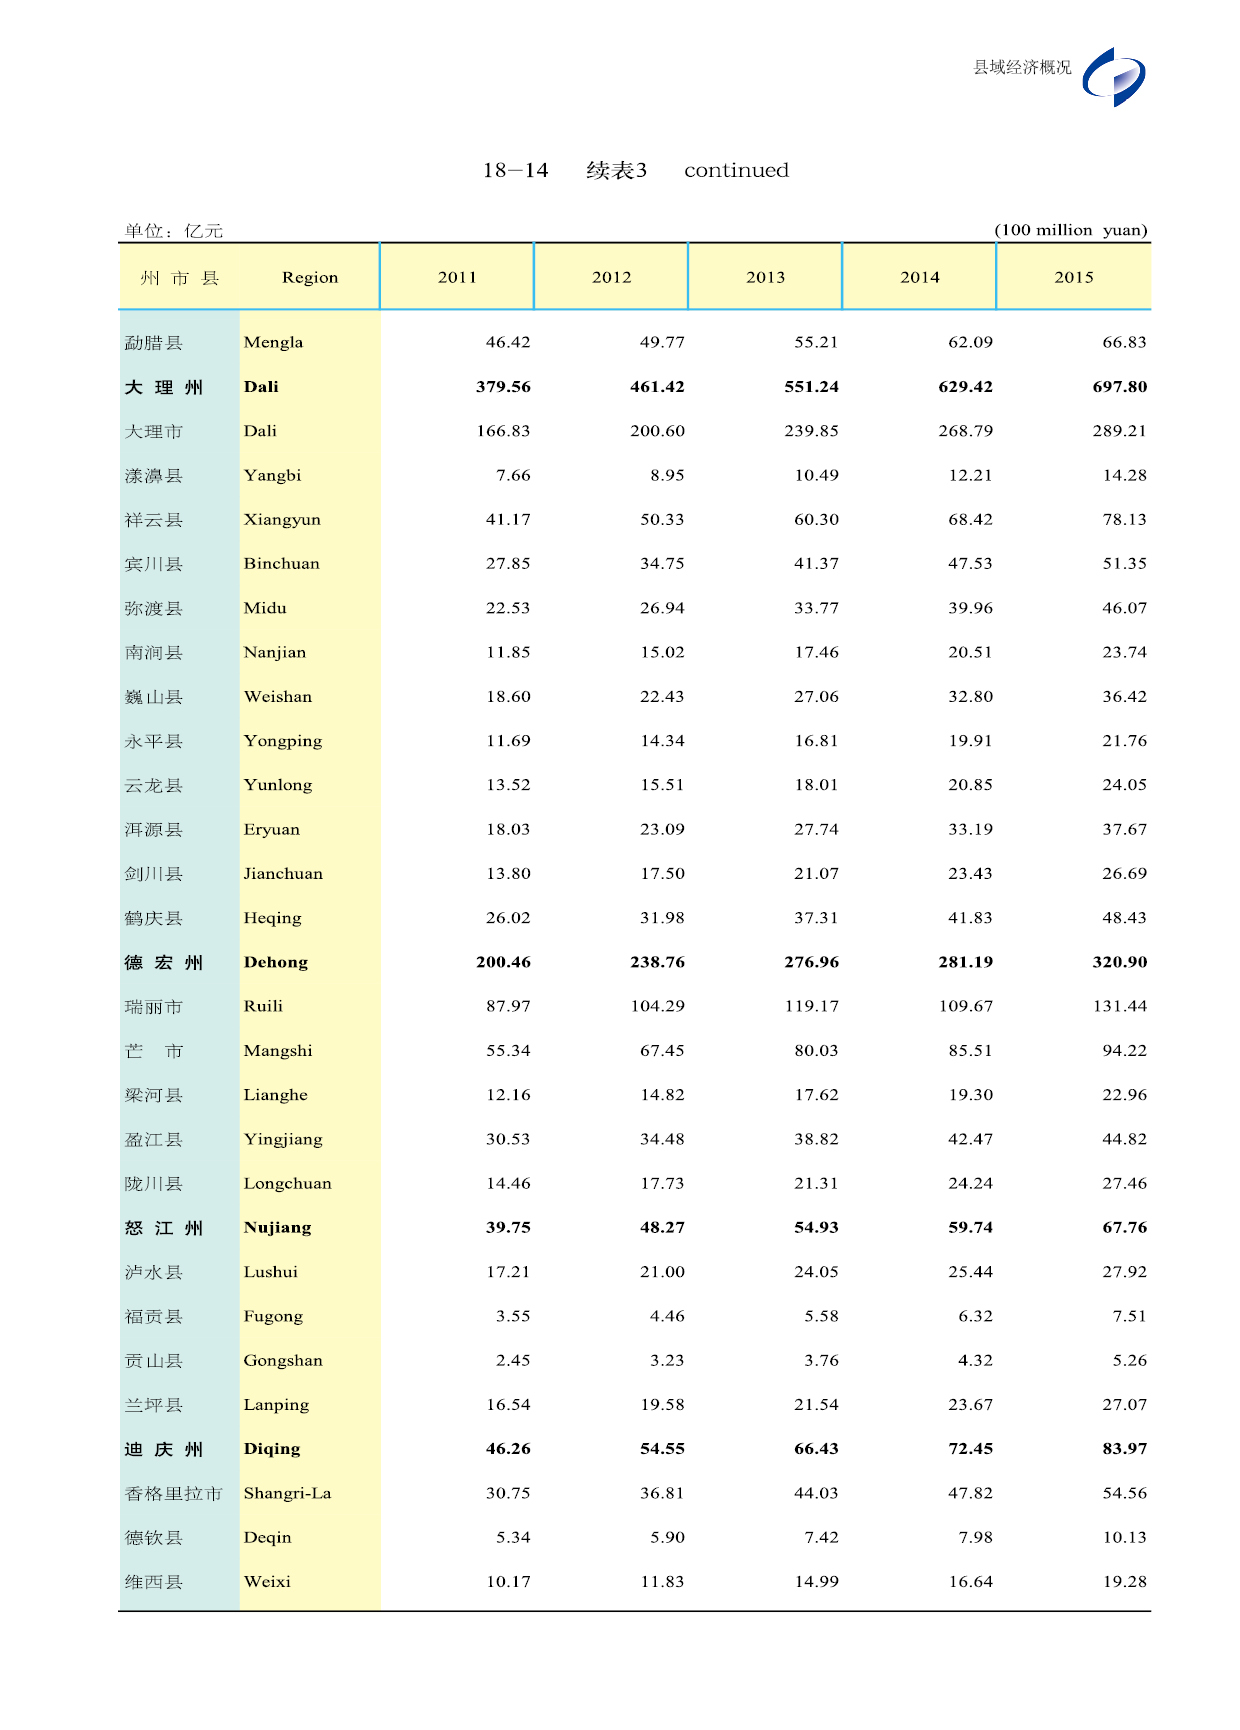 县域经济概况
18—14 续表3 continued
单位：亿元 (100 million yuan)
州 市 县 Region 2011 2012 2013 2014 2015
勐腊县 Mengla 46.42 49.77 55.21 62.09 66.83
大 理 州 Dali 379.56 461.42 551.24 629.42 697.80
大理市 Dali 166.83 200.60 239.85 268.79 289.21
漾濞县 Yangbi 7.66 8.95 10.49 12.21 14.28
祥云县 Xiangyun 41.17 50.33 60.30 68.42 78.13
宾川县 Binchuan 27.85 34.75 41.37 47.53 51.35
弥渡县 Midu 22.53 26.94 33.77 39.96 46.07
南涧县 Nanjian 11.85 15.02 17.46 20.51 23.74
巍山县 Weishan 18.60 22.43 27.06 32.80 36.42
永平县 Yongping 11.69 14.34 16.81 19.91 21.76
云龙县 Yunlong 13.52 15.51 18.01 20.85 24.05
洱源县 Eryuan 18.03 23.09 27.74 33.19 37.67
剑川县 Jianchuan 13.80 17.50 21.07 23.43 26.69
鹤庆县 Heqing 26.02 31.98 37.31 41.83 48.43
德 宏 州 Dehong 200.46 238.76 276.96 281.19 320.90
瑞丽市 Ruili 87.97 104.29 119.17 109.67 131.44
芒 市 Mangshi 55.34 67.45 80.03 85.51 94.22
梁河县 Lianghe 12.16 14.82 17.62 19.30 22.96
盈江县 Yingjiang 30.53 34.48 38.82 42.47 44.82
陇川县 Longchuan 14.46 17.73 21.31 24.24 27.46
怒 江 州 Nujiang 39.75 48.27 54.93 59.74 67.76
泸水县 Lushui 17.21 21.00 24.05 25.44 27.92
福贡县 Fugong 3.55 4.46 5.58 6.32 7.51
贡山县 Gongshan 2.45 3.23 3.76 4.32 5.26
兰坪县 Lanping 16.54 19.58 21.54 23.67 27.07
迪 庆 州 Diqing 46.26 54.55 66.43 72.45 83.97
香格里拉市 Shangri-La 30.75 36.81 44.03 47.82 54.56
德钦县 Deqin 5.34 5.90 7.42 7.98 10.13
维西县 Weixi 10.17 11.83 14.99 16.64 19.28